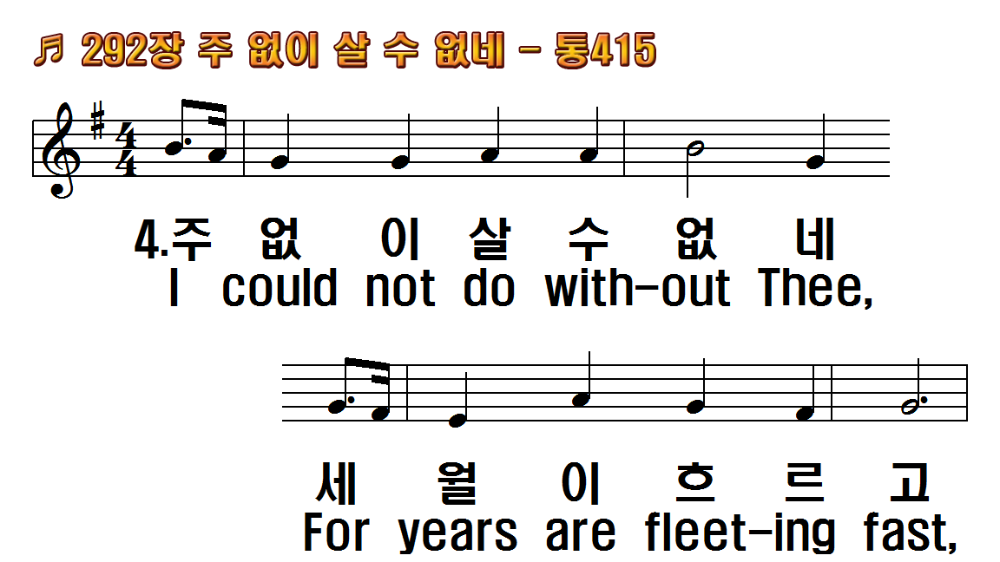 ♬ 292장 주 없이 살 수 없네 - 통415
4.주 없 이 살 수 없 네
I could not do with-out Thee,
세 월 이 흐 르 고
For years are fleet-ing fast,